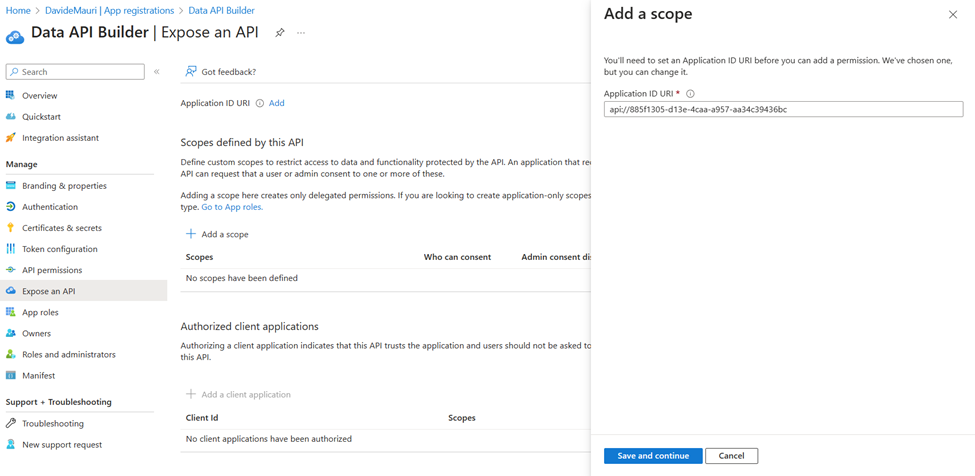 Home > DavideMauri | App registrations > Data API Builder
Data API Builder | Expose an API
Search
Overview
Quickstart
Integration assistant
Manage
Branding & properties
Authentication
Certificates & secrets
Token configuration
API permissions
Expose an API
App roles
Owners
Roles and administrators
Manifest
Support + Troubleshooting
Troubleshooting
New support request
Got feedback?
Application ID URI Add
Scopes defined by this API
Define custom scopes to restrict access to data and functionality protected by the API. An application that re
API can request that a user or admin consent to one or more of these.
Adding a scope here creates only delegated permissions. If you are looking to create application-only scopes
type. Go to App roles.
Add a scope
Scopes Who can consent Admin consent dis
No scopes have been defined
Authorized client applications
Authorizing a client application indicates that this API trusts the application and users should not be asked to
this API.
Add a client application
Client Id Scopes
No client applications have been authorized
Add a scope
You'll need to set an Application ID URI before you can add a permission. We've chosen one,
but you can change it.
Application ID URI *
api://885f1305-d13e-4caa-a957-aa34c39436bc
Save and continue Cancel